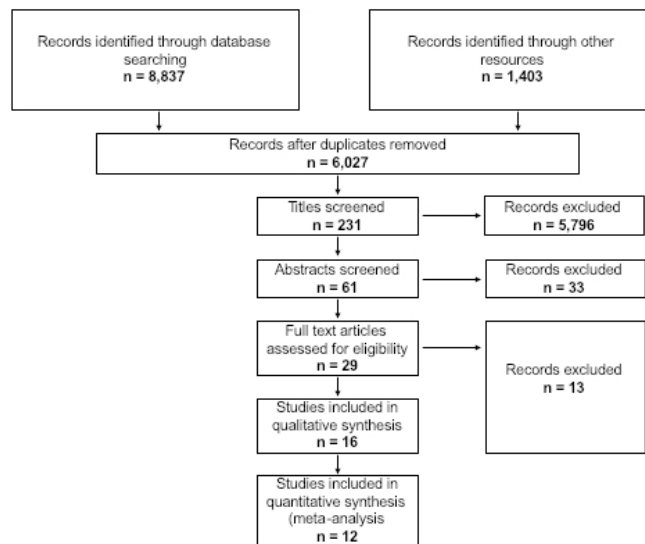 Records identified through database
searching
n = 8,837
Records identified through other
resources
n = 1,403
Records after duplicates removed
n = 6,027
Titles screened
n = 231
Records excluded
n = 5,796
Abstracts screened
n = 61
Records excluded
n = 33
Full text articles
assessed for eligibility
n = 29
Records excluded
n = 13
Studies included in
qualitative synthesis
n = 16
Studies included in
quantitative synthesis
(meta-analysis
n = 12